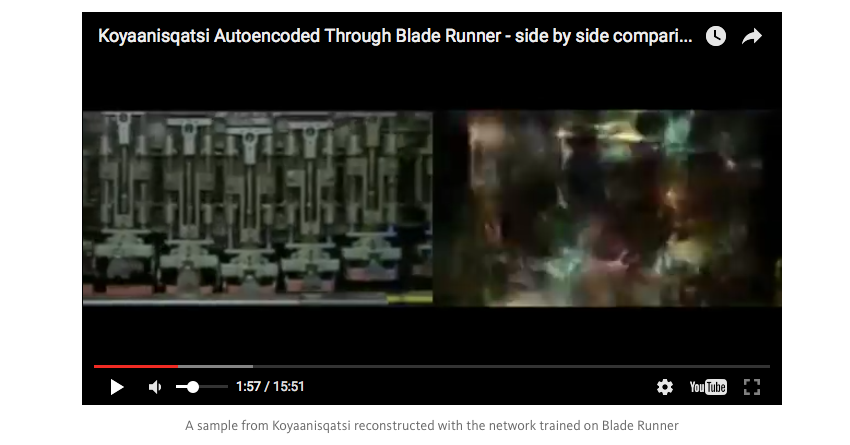 Koyaanisqatsi Autoencoded Through Blade Runner - side by side compari...
1:57 / 15:51
YouTube
A sample from Koyaanisqatsi reconstructed with the network trained on Blade Runner